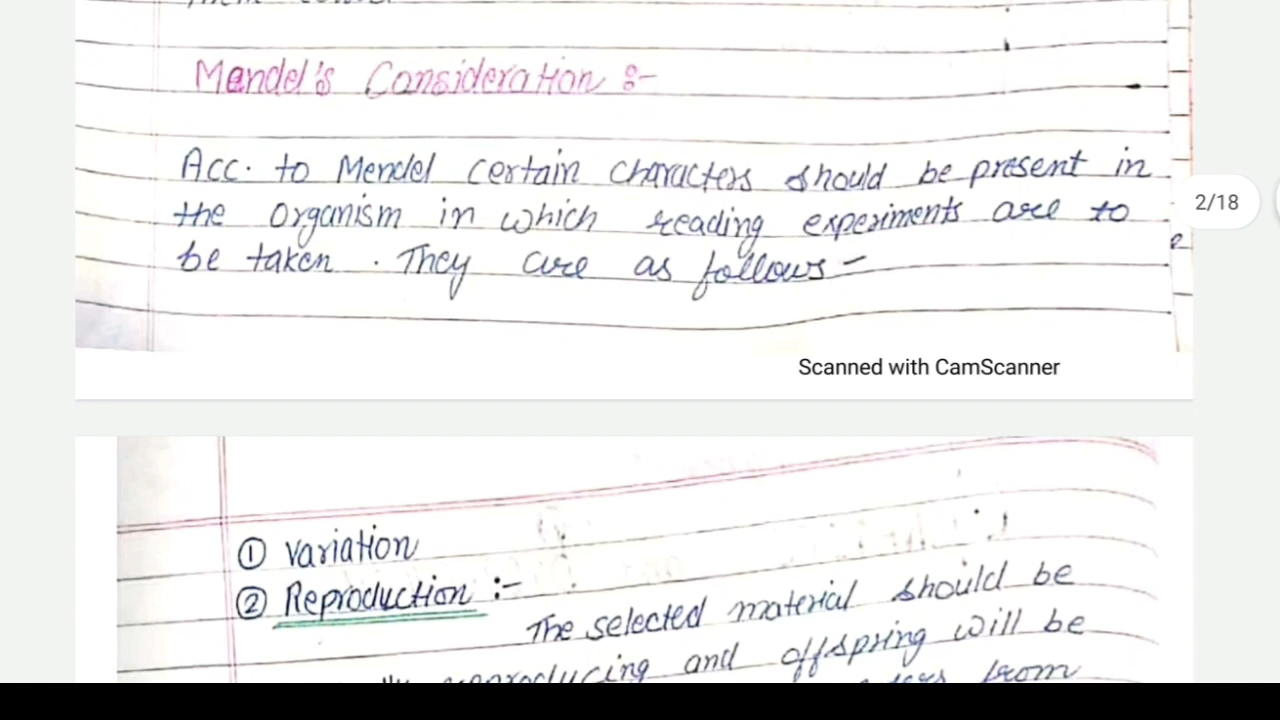 Mendel's Consideration :-
Acc. to Mendel certain characters should be present in
the organism in which reading experiments are to
be taken. They are as follows -
2/18
Scanned with CamScanner
① Variation
② Reproduction :-
The selected material should be
and offspring will be
from